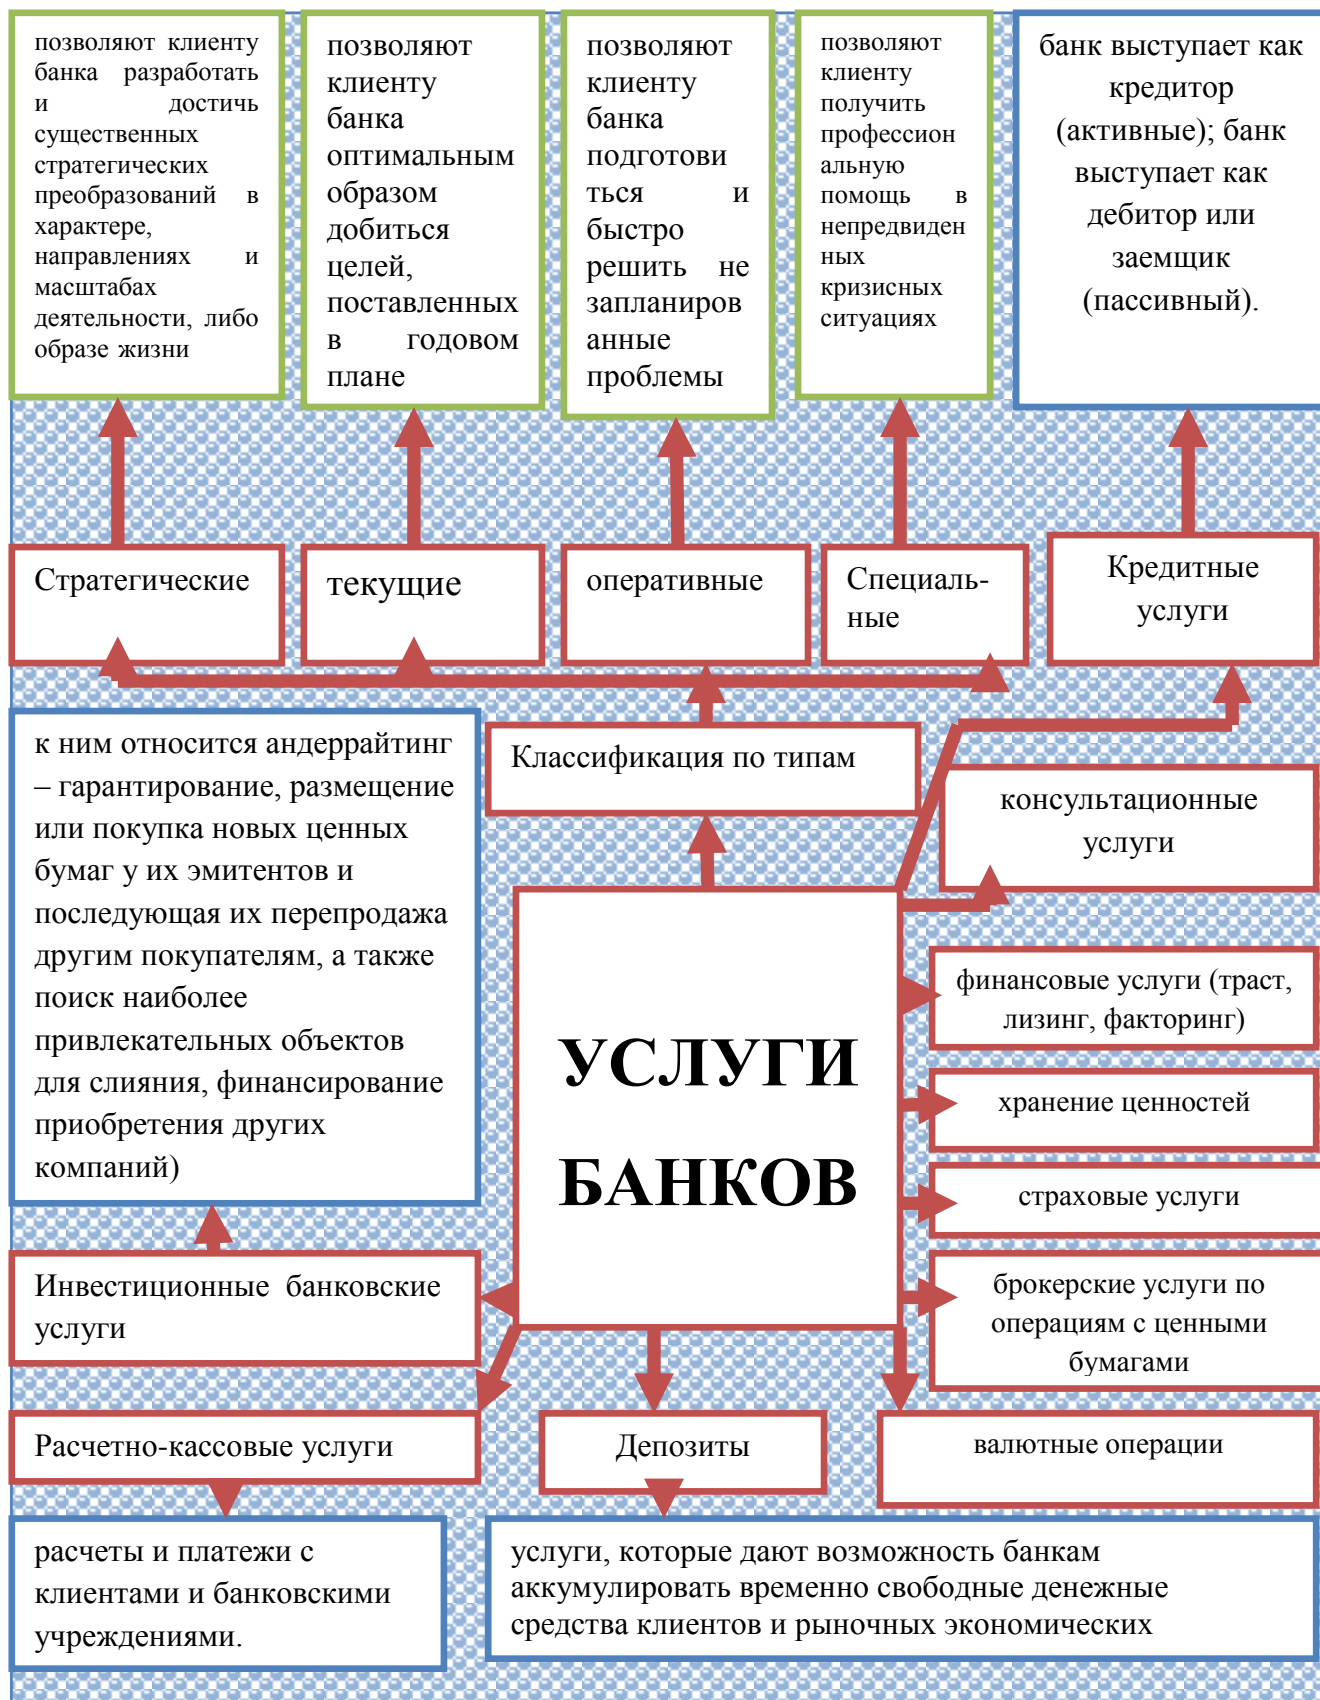 позволяют клиенту
банка разработать
и достичь
существенных
стратегических
преобразований в
характере,
направлениях и
масштабах
деятельности, либо
образе жизни
позволяют
клиенту
банка
оптимальным
образом
добиться
целей,
поставленных
в годовом
плане
позволяют
клиенту
банка
подготови
ться и
быстро
решить не
запланиров
анные
проблемы
позволяют
клиенту
получить
профессион
альную
помощь в
непредвиден
ных
кризисных
ситуациях
банк выступает как
кредитор
(активные); банк
выступает как
дебитор или
заемщик
(пассивный).
Стратегические
текущие
оперативные
Специаль-
ные
Кредитные
услуги
к ним относится андеррайтинг
– гарантирование, размещение
или покупка новых ценных
бумаг у их эмитентов и
последующая их перепродажа
другим покупателям, а также
поиск наиболее
привлекательных объектов
для слияния, финансирование
приобретения других
компаний)
Классификация по типам
консультационные
услуги
УСЛУГИ
БАНКОВ
финансовые услуги (траст,
лизинг, факторинг)
хранение ценностей
страховые услуги
брокерские услуги по
операциям с ценными
бумагами
Инвестиционные банковские
услуги
Расчетно-кассовые услуги
Депозиты
валютные операции
расчеты и платежи с
клиентами и банковскими
учреждениями.
услуги, которые дают возможность банкам
аккумулировать временно свободные денежные
средства клиентов и рыночных экономических